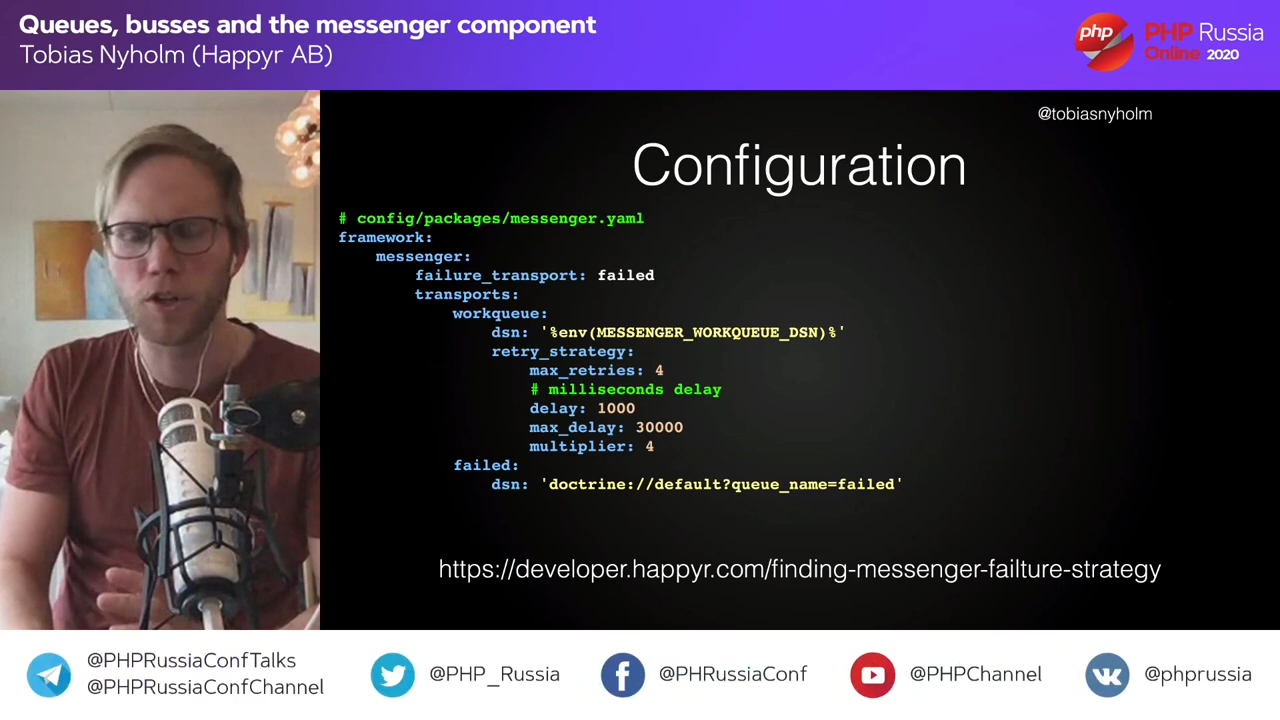 Queues, busses and the messenger component
Tobias Nyholm (Happyr AB)
php
PHP Russia
Online 2020
@tobiasnyholm
Configuration
# config/packages/messenger.yaml
framework:
messenger:
failure_transport: failed
transports:
workqueue:
dsn: '%env(MESSENGER_WORKQUEUE_DSN)%'
retry_strategy:
max_retries: 4
# milliseconds delay
delay: 1000
max_delay: 30000
multiplier: 4
failed:
dsn: 'doctrine://default?queue_name=failed'
https://developer.happyr.com/finding-messenger-failture-strategy
@PHPRussiaConfTalks
@PHPRussiaConfChannel
@PHP_Russia
@PHRussiaConf
@PHPChannel
@phprussia